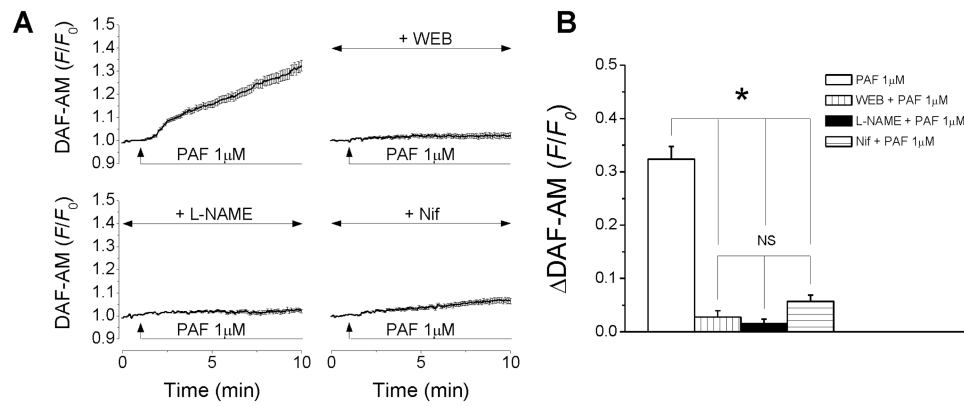 A
B
DAF-AM (F/F0)
1.5
1.4
1.3
1.2
1.1
1.0
0.9
PAF 1μM
+ WEB
PAF 1μM
DAF-AM (F/F0)
1.5
1.4
1.3
1.2
1.1
1.0
0.9
+ L-NAME
PAF 1μM
+ Nif
PAF 1μM
0 5 10
0 5 10
Time (min)
Time (min)
ΔDAF-AM (F/F0)
0.5
0.4
0.3
0.2
0.1
0.0
*
NS
PAF 1μM
WEB + PAF 1μM
L-NAME + PAF 1μM
Nif + PAF 1μM